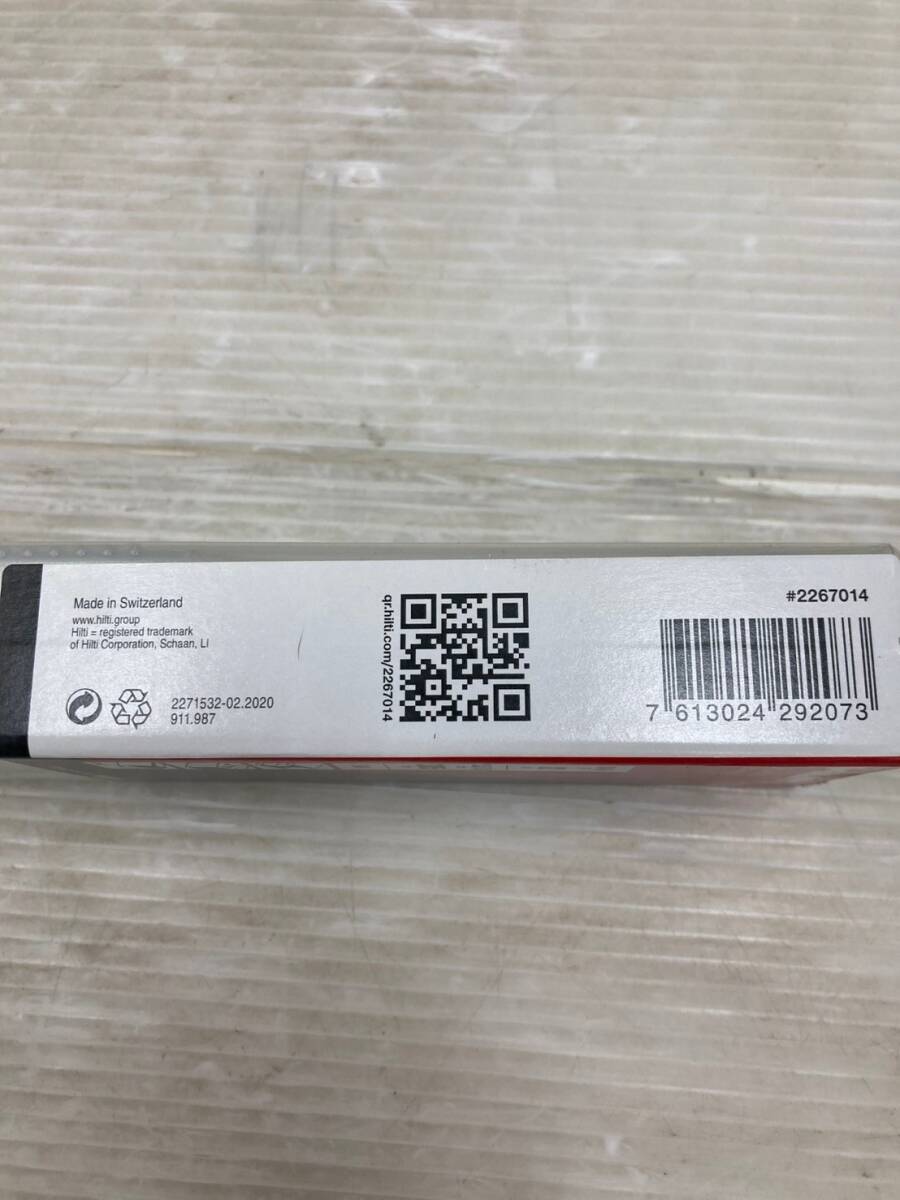 Made in Switzerland
www.hilti.group
Hilti = registered trademark
of Hilti Corporation, Schaan, LI
2271532-02.2020
911.987
qr.hilti.com/2267014
#2267014
7 613024 292073